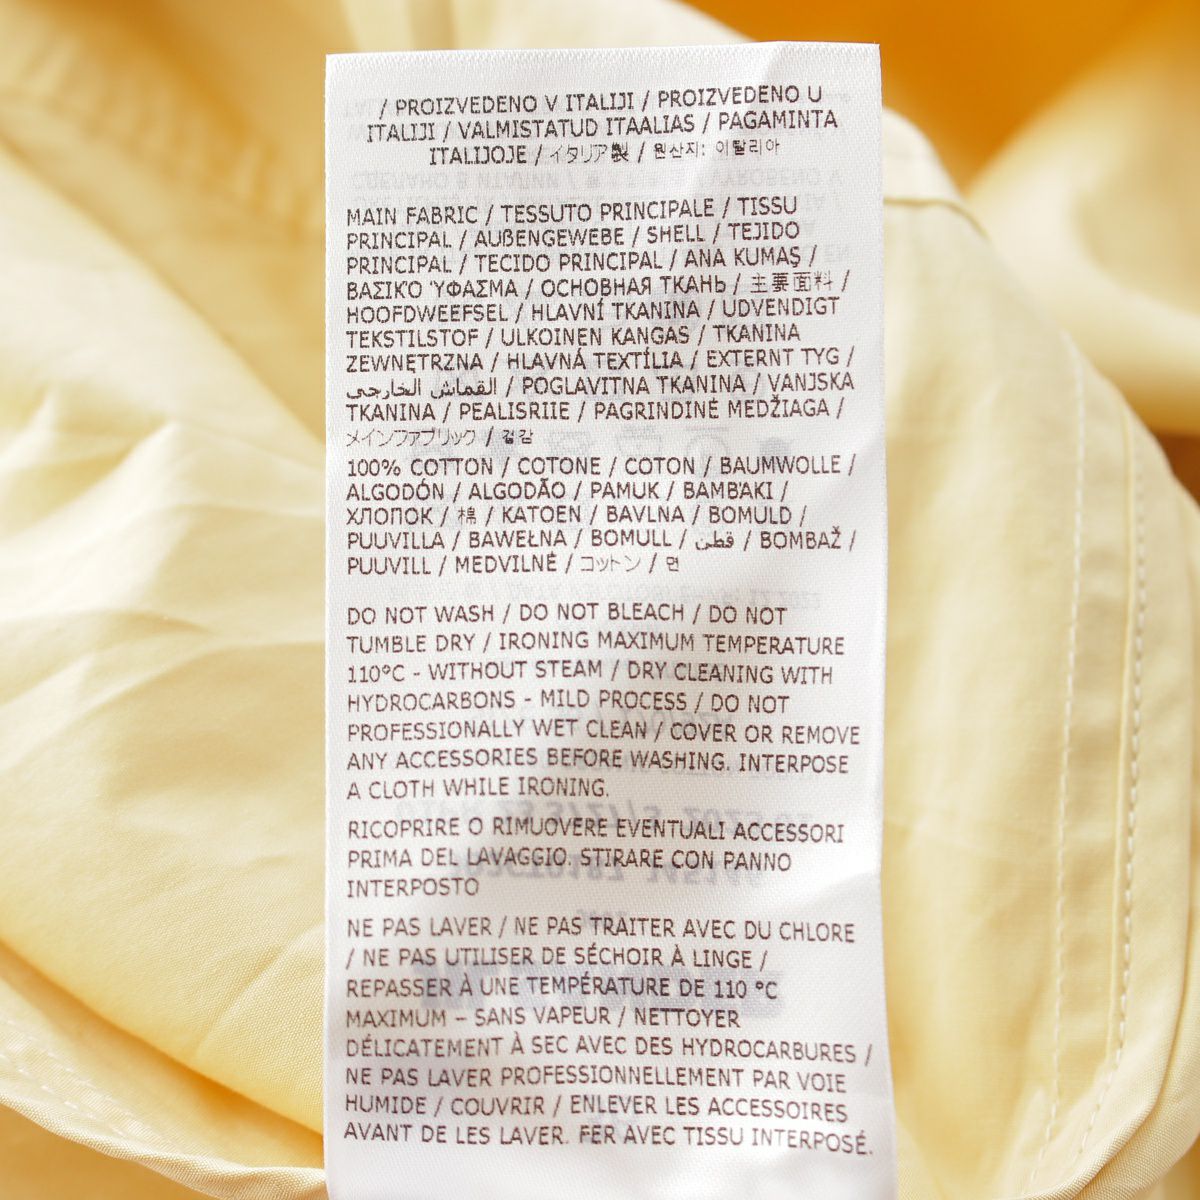 / PROIZVEDENO V ITALIJI / PROIZVEDENO U
ITALIJI / VALMISTATUD ITAALIAS / PAGAMINTA
ITALIJOJE / イタリア製 / 원산지: 이탈리아
MAIN FABRIC / TESSUTO PRINCIPALE / TISSU
PRINCIPAL / AUßENGEWEBE / SHELL / TEJIDO
PRINCIPAL / TECIDO PRINCIPAL / ANA KUMAŞ /
ΒΑΣΙΚΌ ΎΦΑΣΜΑ / ОСНОВНАЯ ТКАНЬ / 主要面料 /
HOOFDWEEFSEL / HLAVNÍ TKANINA / UDVENDIGT
TEKSTILSTOF / ULKOINEN KANGAS / TKANINA
ZEWNĘTRZNA / HLAVNÁ TEXTÍLIA / EXTERNT TYG /
القماش الخارجي / POGLAVITNA TKANINA / VANJSKA
TKANINA / PEALISRIIE / PAGRINDINĖ MEDŽIAGA /
メインファブリック / 겉감
100% COTTON / COTONE / COTON / BAUMWOLLE /
ALGODÓN / ALGODÃO / PAMUK / ΒΑΜΒΆΚΙ /
ХЛОПОК / 棉 / KATOEN / BAVLNA / BOMULD /
PUUVILLA / BAWEŁNA / BOMULL / قطن / BOMBAŽ /
PUUVILL / MEDVILNĖ / コットン / 면
DO NOT WASH / DO NOT BLEACH / DO NOT
TUMBLE DRY / IRONING MAXIMUM TEMPERATURE
110°C - WITHOUT STEAM / DRY CLEANING WITH
HYDROCARBONS - MILD PROCESS / DO NOT
PROFESSIONALLY WET CLEAN / COVER OR REMOVE
ANY ACCESSORIES BEFORE WASHING. INTERPOSE
A CLOTH WHILE IRONING.
RICOPRIRE O RIMUOVERE EVENTUALI ACCESSORI
PRIMA DEL LAVAGGIO. STIRARE CON PANNO
INTERPOSTO
NE PAS LAVER / NE PAS TRAITER AVEC DU CHLORE
/ NE PAS UTILISER DE SÉCHOIR À LINGE /
REPASSER À UNE TEMPÉRATURE DE 110 °C
MAXIMUM – SANS VAPEUR / NETTOYER
DÉLICATEMENT À SEC AVEC DES HYDROCARBURES /
NE PAS LAVER PROFESSIONNELLEMENT PAR VOIE
HUMIDE / COUVRIR / ENLEVER LES ACCESSOIRES
AVANT DE LES LAVER. FER AVEC TISSU INTERPOSÉ.